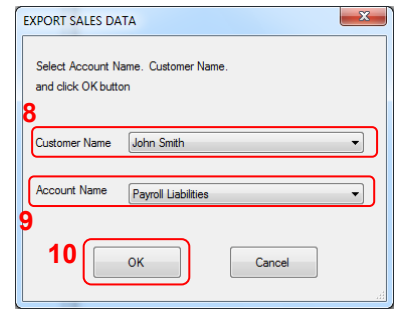 EXPORT SALES DATA
Select Account Name. Customer Name.
and click OK button
8
Customer Name John Smith
Account Name Payroll Liabilities
9
10 OK Cancel